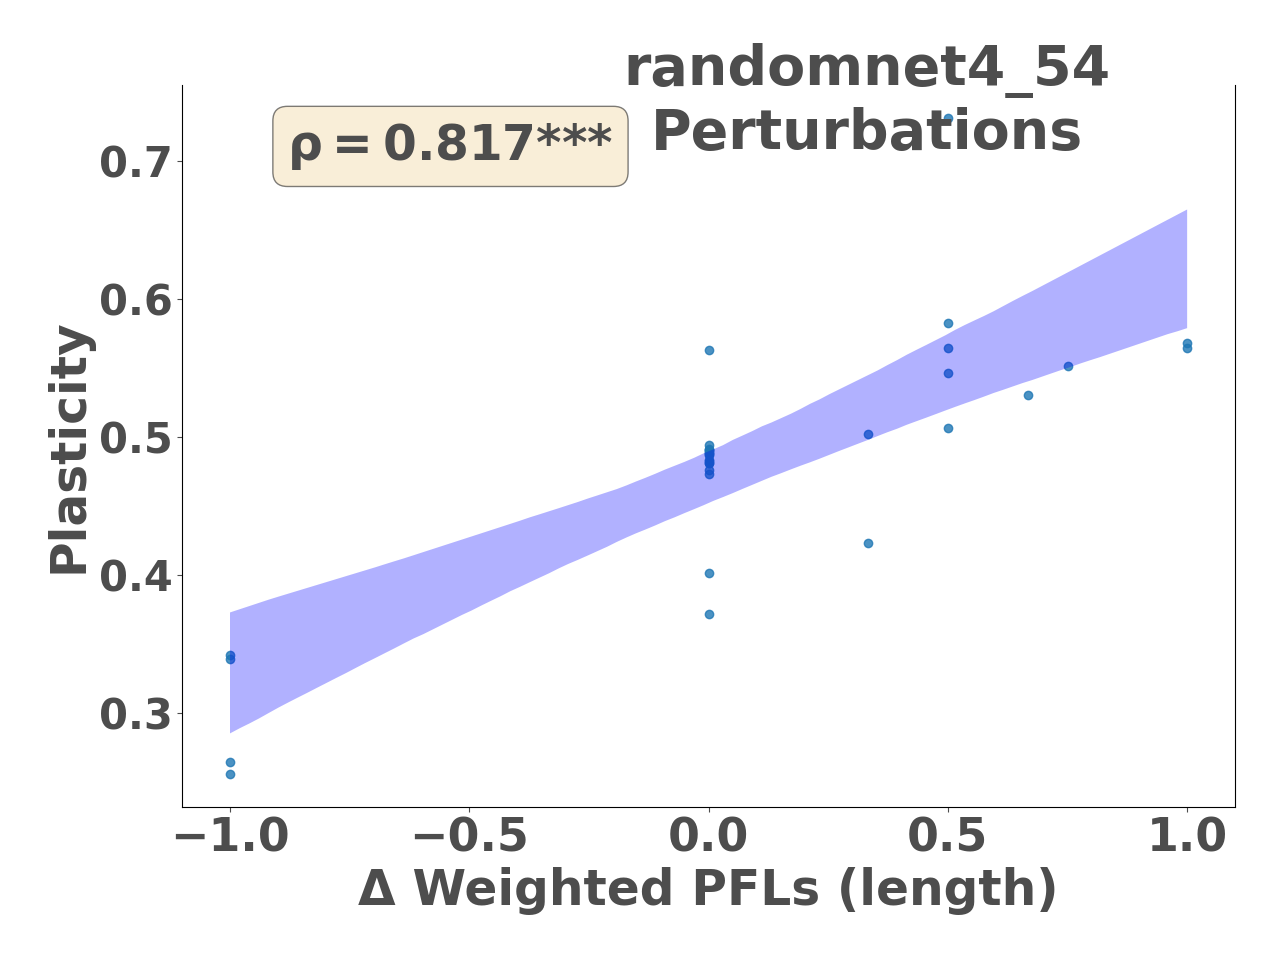 randomnet4_54
Perturbations
ρ = 0.817***
0.7
0.6
0.5
0.4
0.3
Plasticity
−1.0 −0.5 0.0 0.5 1.0
Δ Weighted PFLs (length)